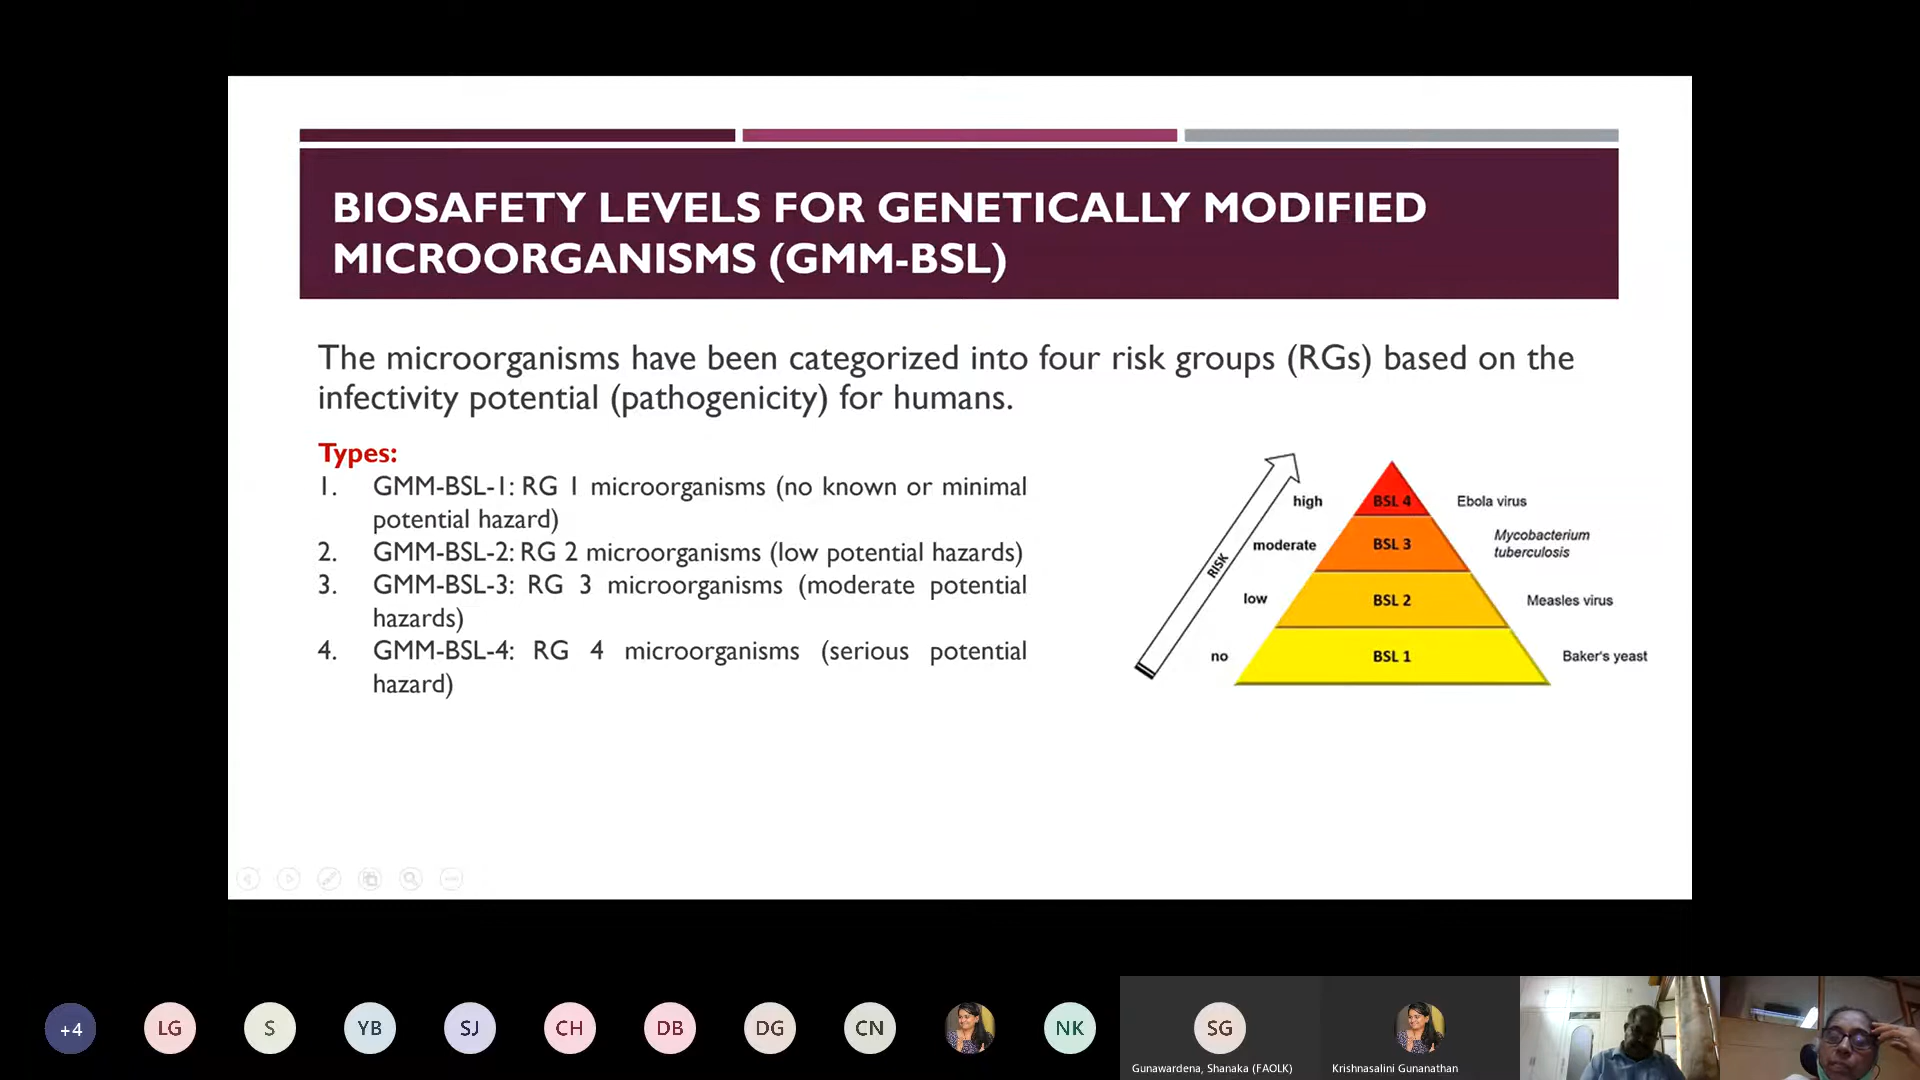 BIOSAFETY LEVELS FOR GENETICALLY MODIFIED
MICROORGANISMS (GMM-BSL)
The microorganisms have been categorized into four risk groups (RGs) based on the
infectivity potential (pathogenicity) for humans.
Types:
1. GMM-BSL-1: RG 1 microorganisms (no known or minimal
potential hazard)
2. GMM-BSL-2: RG 2 microorganisms (low potential hazards)
3. GMM-BSL-3: RG 3 microorganisms (moderate potential
hazards)
4. GMM-BSL-4: RG 4 microorganisms (serious potential
hazard)
RISK
high BSL 4 Ebola virus
moderate BSL 3 Mycobacterium
tuberculosis
low BSL 2 Measles virus
no BSL 1 Baker's yeast
+4 LG S YB SJ CH DB DG CN NK SG
Gunawardena, Shanaka (FAOLK) Krishnasalini Gunanathan